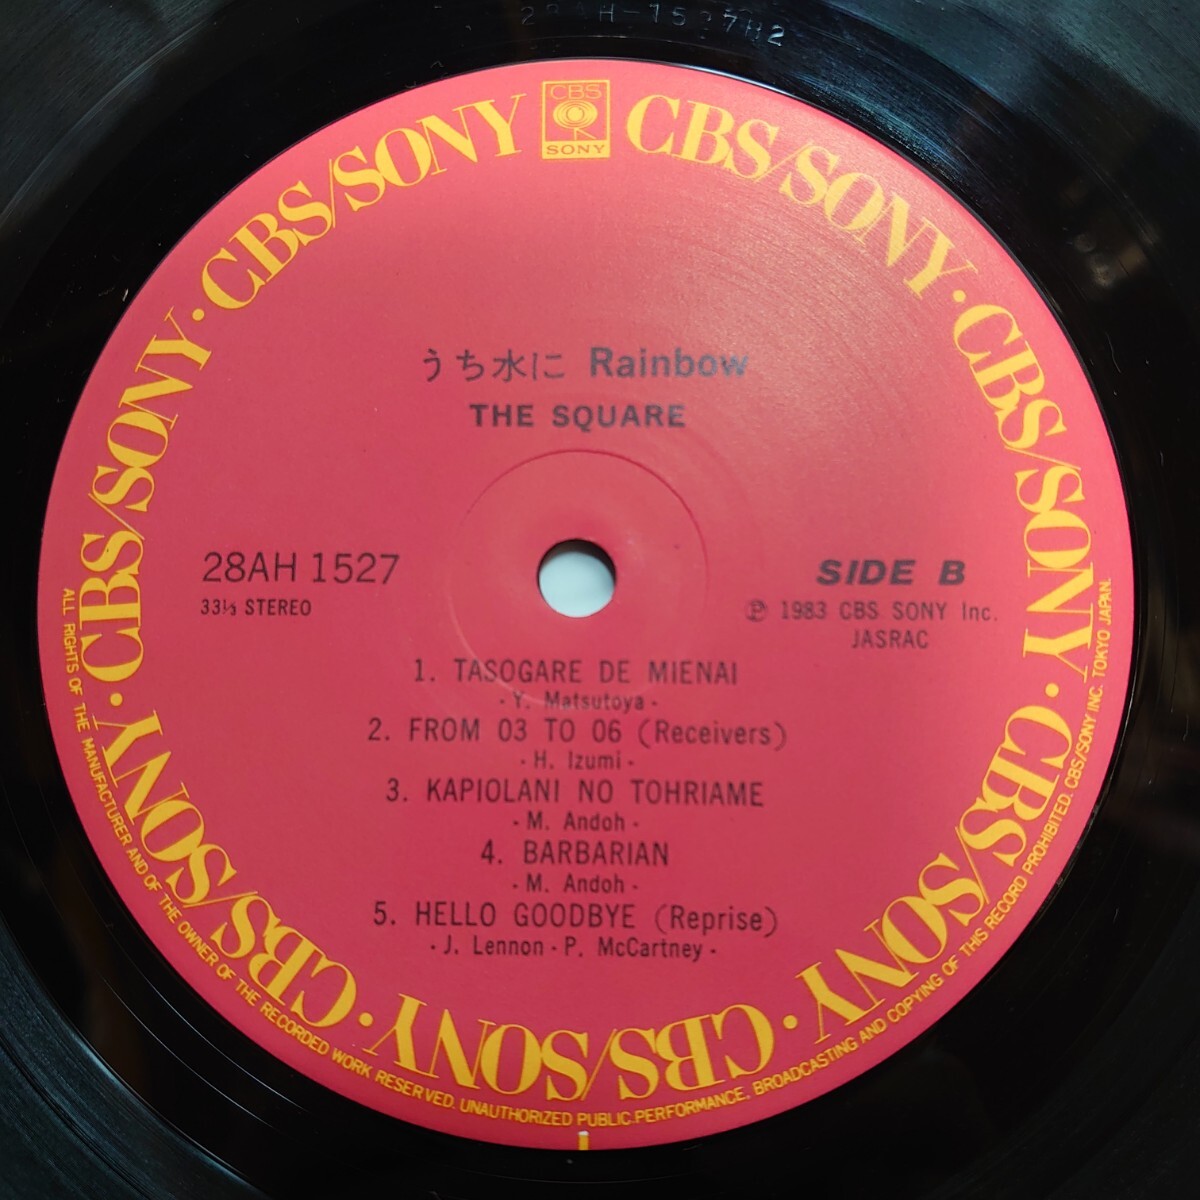 CBS
SONY
CBS/SONY · CBS/SONY · CBS/SONY · CBS/SONY · CBS/SONY · CBS/SONY · CBS/SONY · CBS/SONY
うち水に Rainbow
THE SQUARE
28AH 1527
33⅓ STEREO
SIDE B
Ⓟ 1983 CBS SONY Inc.
JASRAC
1. TASOGARE DE MIENAI
- Y. Matsutoya -
2. FROM 03 TO 06 (Receivers)
- H. Izumi -
3. KAPIOLANI NO TOHRIAME
- M. Andoh -
4. BARBARIAN
- M. Andoh -
5. HELLO GOODBYE (Reprise)
- J. Lennon - P. McCartney -
ALL RIGHTS OF THE MANUFACTURER AND OF THE OWNER OF THE RECORDED WORK RESERVED. UNAUTHORIZED PUBLIC PERFORMANCE, BROADCASTING AND COPYING OF THIS RECORD PROHIBITED. CBS/SONY INC. TOKYO JAPAN.